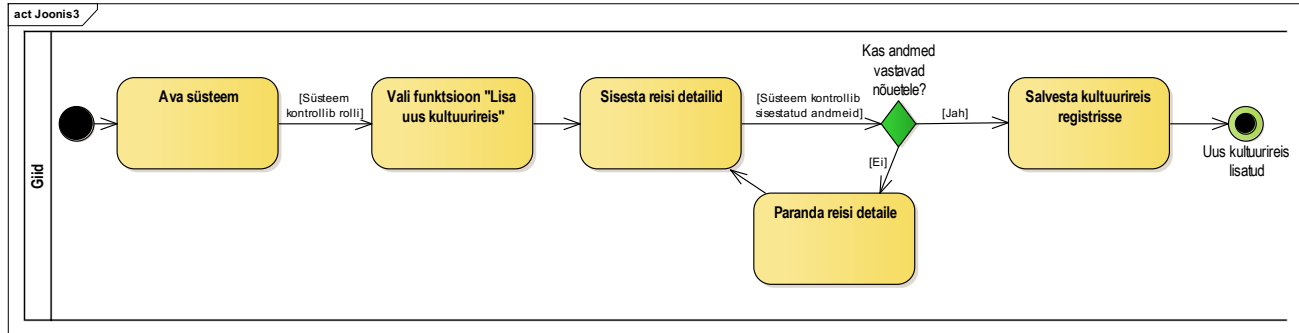 act Joonis3
Giid
Ava süsteem
[Süsteem
kontrollib rolli]
Vali funktsioon "Lisa
uus kultuurireis"
Sisesta reisi detailid
[Süsteem kontrollib
sisestatud andmeid]
Kas andmed
vastavad
nõuetele?
[Jah]
[Ei]
Paranda reisi detaile
Salvesta kultuurireis
registrisse
Uus kultuurireis
lisatud